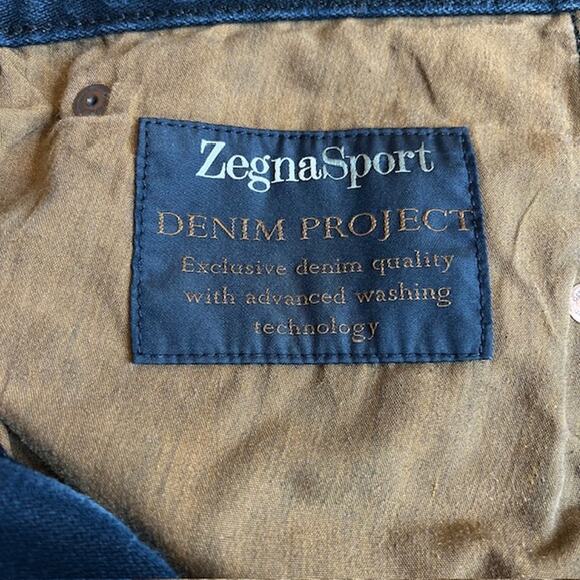 ZegnaSport
DENIM PROJECT
Exclusive denim quality
with advanced washing
technology